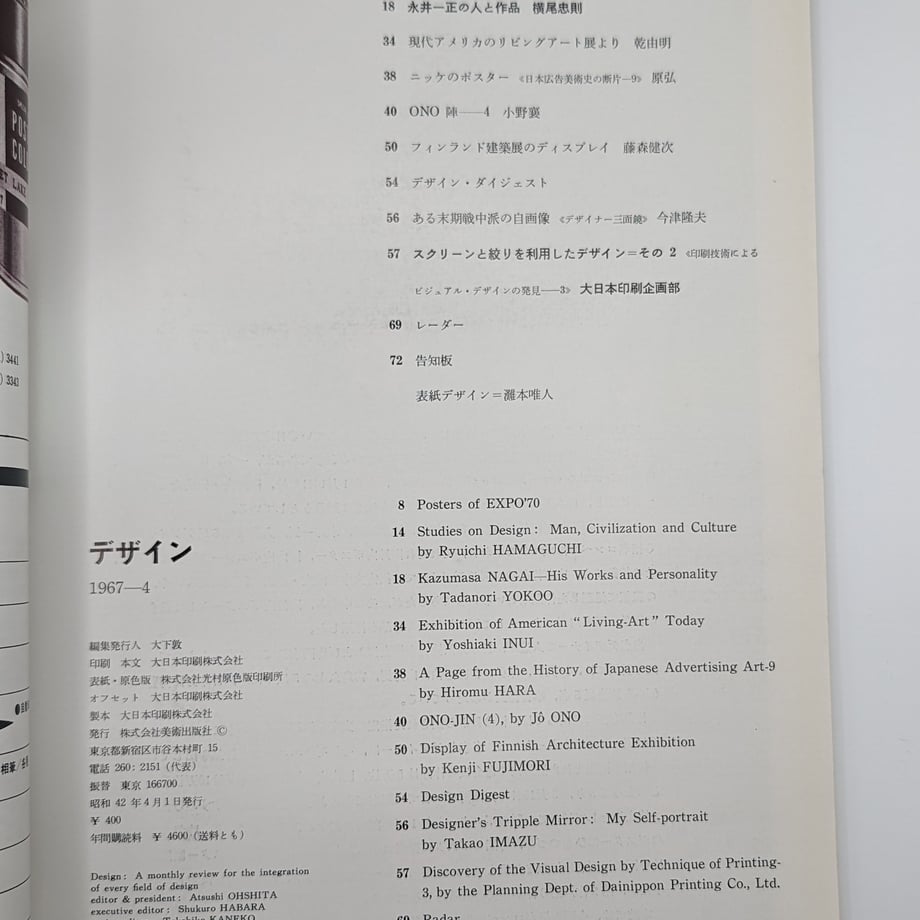 18 永井一正の人と作品 横尾忠則
34 現代アメリカのリビングアート展より 乾由明
38 ニッケのポスター 《日本広告美術史の断片—9》 原弘
40 ONO 陣——4 小野襄
50 フィンランド建築展のディスプレイ 藤森健次
54 デザイン・ダイジェスト
56 ある末期戦中派の自画像 《デザイナー三面鏡》 今津隆夫
57 スクリーンと絞りを利用したデザイン=その 2 《印刷技術による
ビジュアル・デザインの発見——3》 大日本印刷企画部
69 レーダー
72 告知板
表紙デザイン=灘本唯人
デザイン
1967—4
編集発行人 大下敦
印刷 本文 大日本印刷株式会社
表紙・原色版 株式会社光村原色版印刷所
オフセット 大日本印刷株式会社
製本 大日本印刷株式会社
発行 株式会社美術出版社 Ⓒ
東京都新宿区市谷本村町 15
電話 260: 2151 (代表)
振替 東京 166700
昭和 42 年4月1日発行
¥ 400
年間購読料 ¥ 4600 (送料とも)
Design: A monthly review for the integration
of every field of design
editor & president: Atsushi OHSHITA
executive editor: Shukuro HABARA
KANEKO
8 Posters of EXPO'70
14 Studies on Design: Man, Civilization and Culture
by Ryuichi HAMAGUCHI
18 Kazumasa NAGAI—His Works and Personality
by Tadanori YOKOO
34 Exhibition of American "Living-Art" Today
by Yoshiaki INUI
38 A Page from the History of Japanese Advertising Art-9
by Hiromu HARA
40 ONO-JIN (4), by Jô ONO
50 Display of Finnish Architecture Exhibition
by Kenji FUJIMORI
54 Design Digest
56 Designer's Tripple Mirror: My Self-portrait
by Takao IMAZU
57 Discovery of the Visual Design by Technique of Printing-
3, by the Planning Dept. of Dainippon Printing Co., Ltd.
69 Radar
) 3441
) 3343